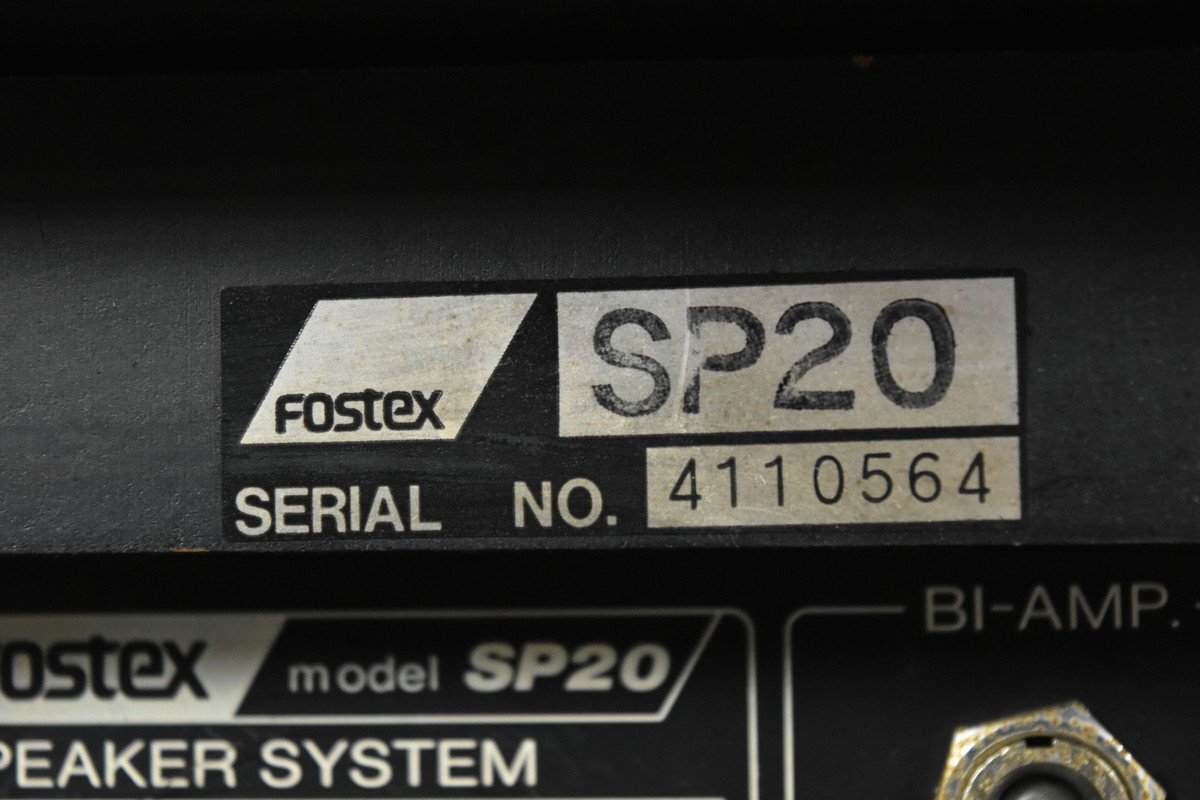 FOSTEX SP20
SERIAL NO. 4110564
BI-AMP.
ostex model SP20
PEAKER SYSTEM